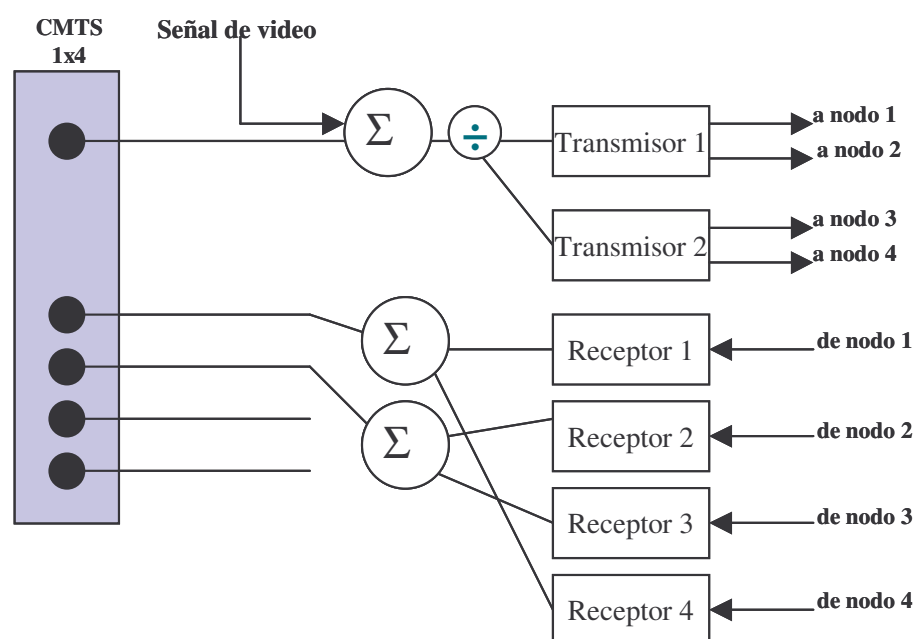 CMTS
1x4
Señal de video
Σ
÷
Transmisor 1
a nodo 1
a nodo 2
Transmisor 2
a nodo 3
a nodo 4
Σ
Receptor 1
de nodo 1
Σ
Receptor 2
de nodo 2
Receptor 3
de nodo 3
Receptor 4
de nodo 4